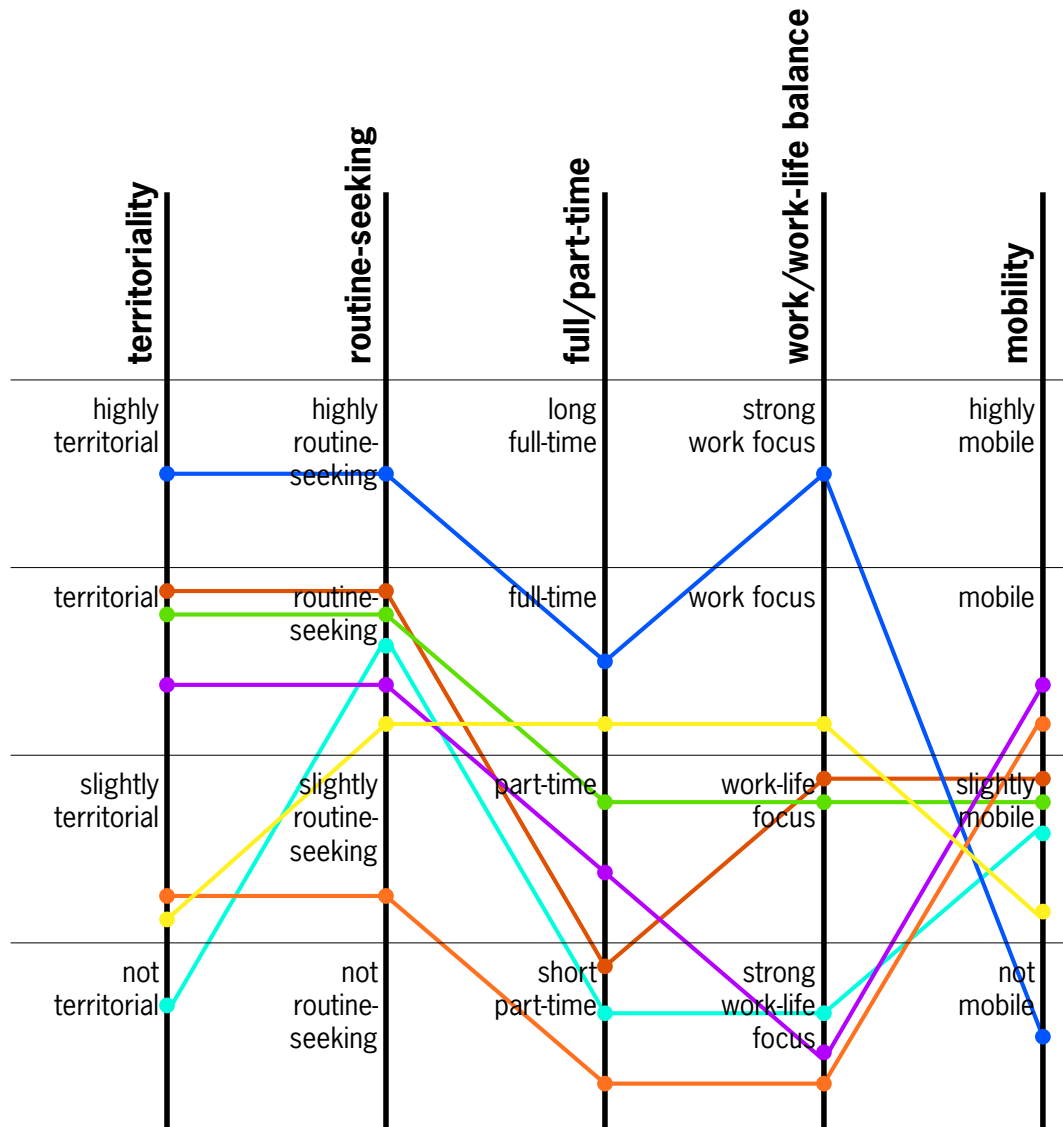 territoriality
routine-seeking
full/part-time
work/work-life balance
mobility
highly
territorial
highly
routine-
seeking
long
full-time
strong
work focus
highly
mobile
territorial
routine-
seeking
full-time
work focus
mobile
slightly
territorial
slightly
routine-
seeking
part-time
work-life
focus
slightly
mobile
not
territorial
not
routine-
seeking
short
part-time
strong
work-life
focus
not
mobile